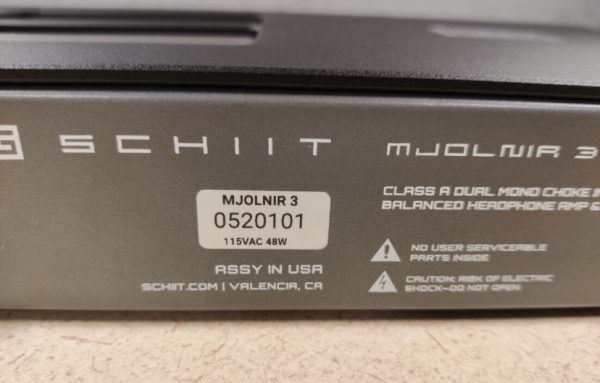 SCHIIT
MJOLNIR 3
CLASS A DUAL MONO CHOKE
BALANCED HEADPHONE AMP &
MJOLNIR 3
0520101
115VAC 48W
NO USER SERVICEABLE
PARTS INSIDE
ASSY IN USA
SCHIIT.COM | VALENCIA, CA
CAUTION: RISK OF ELECTRIC
SHOCK-DO NOT OPEN